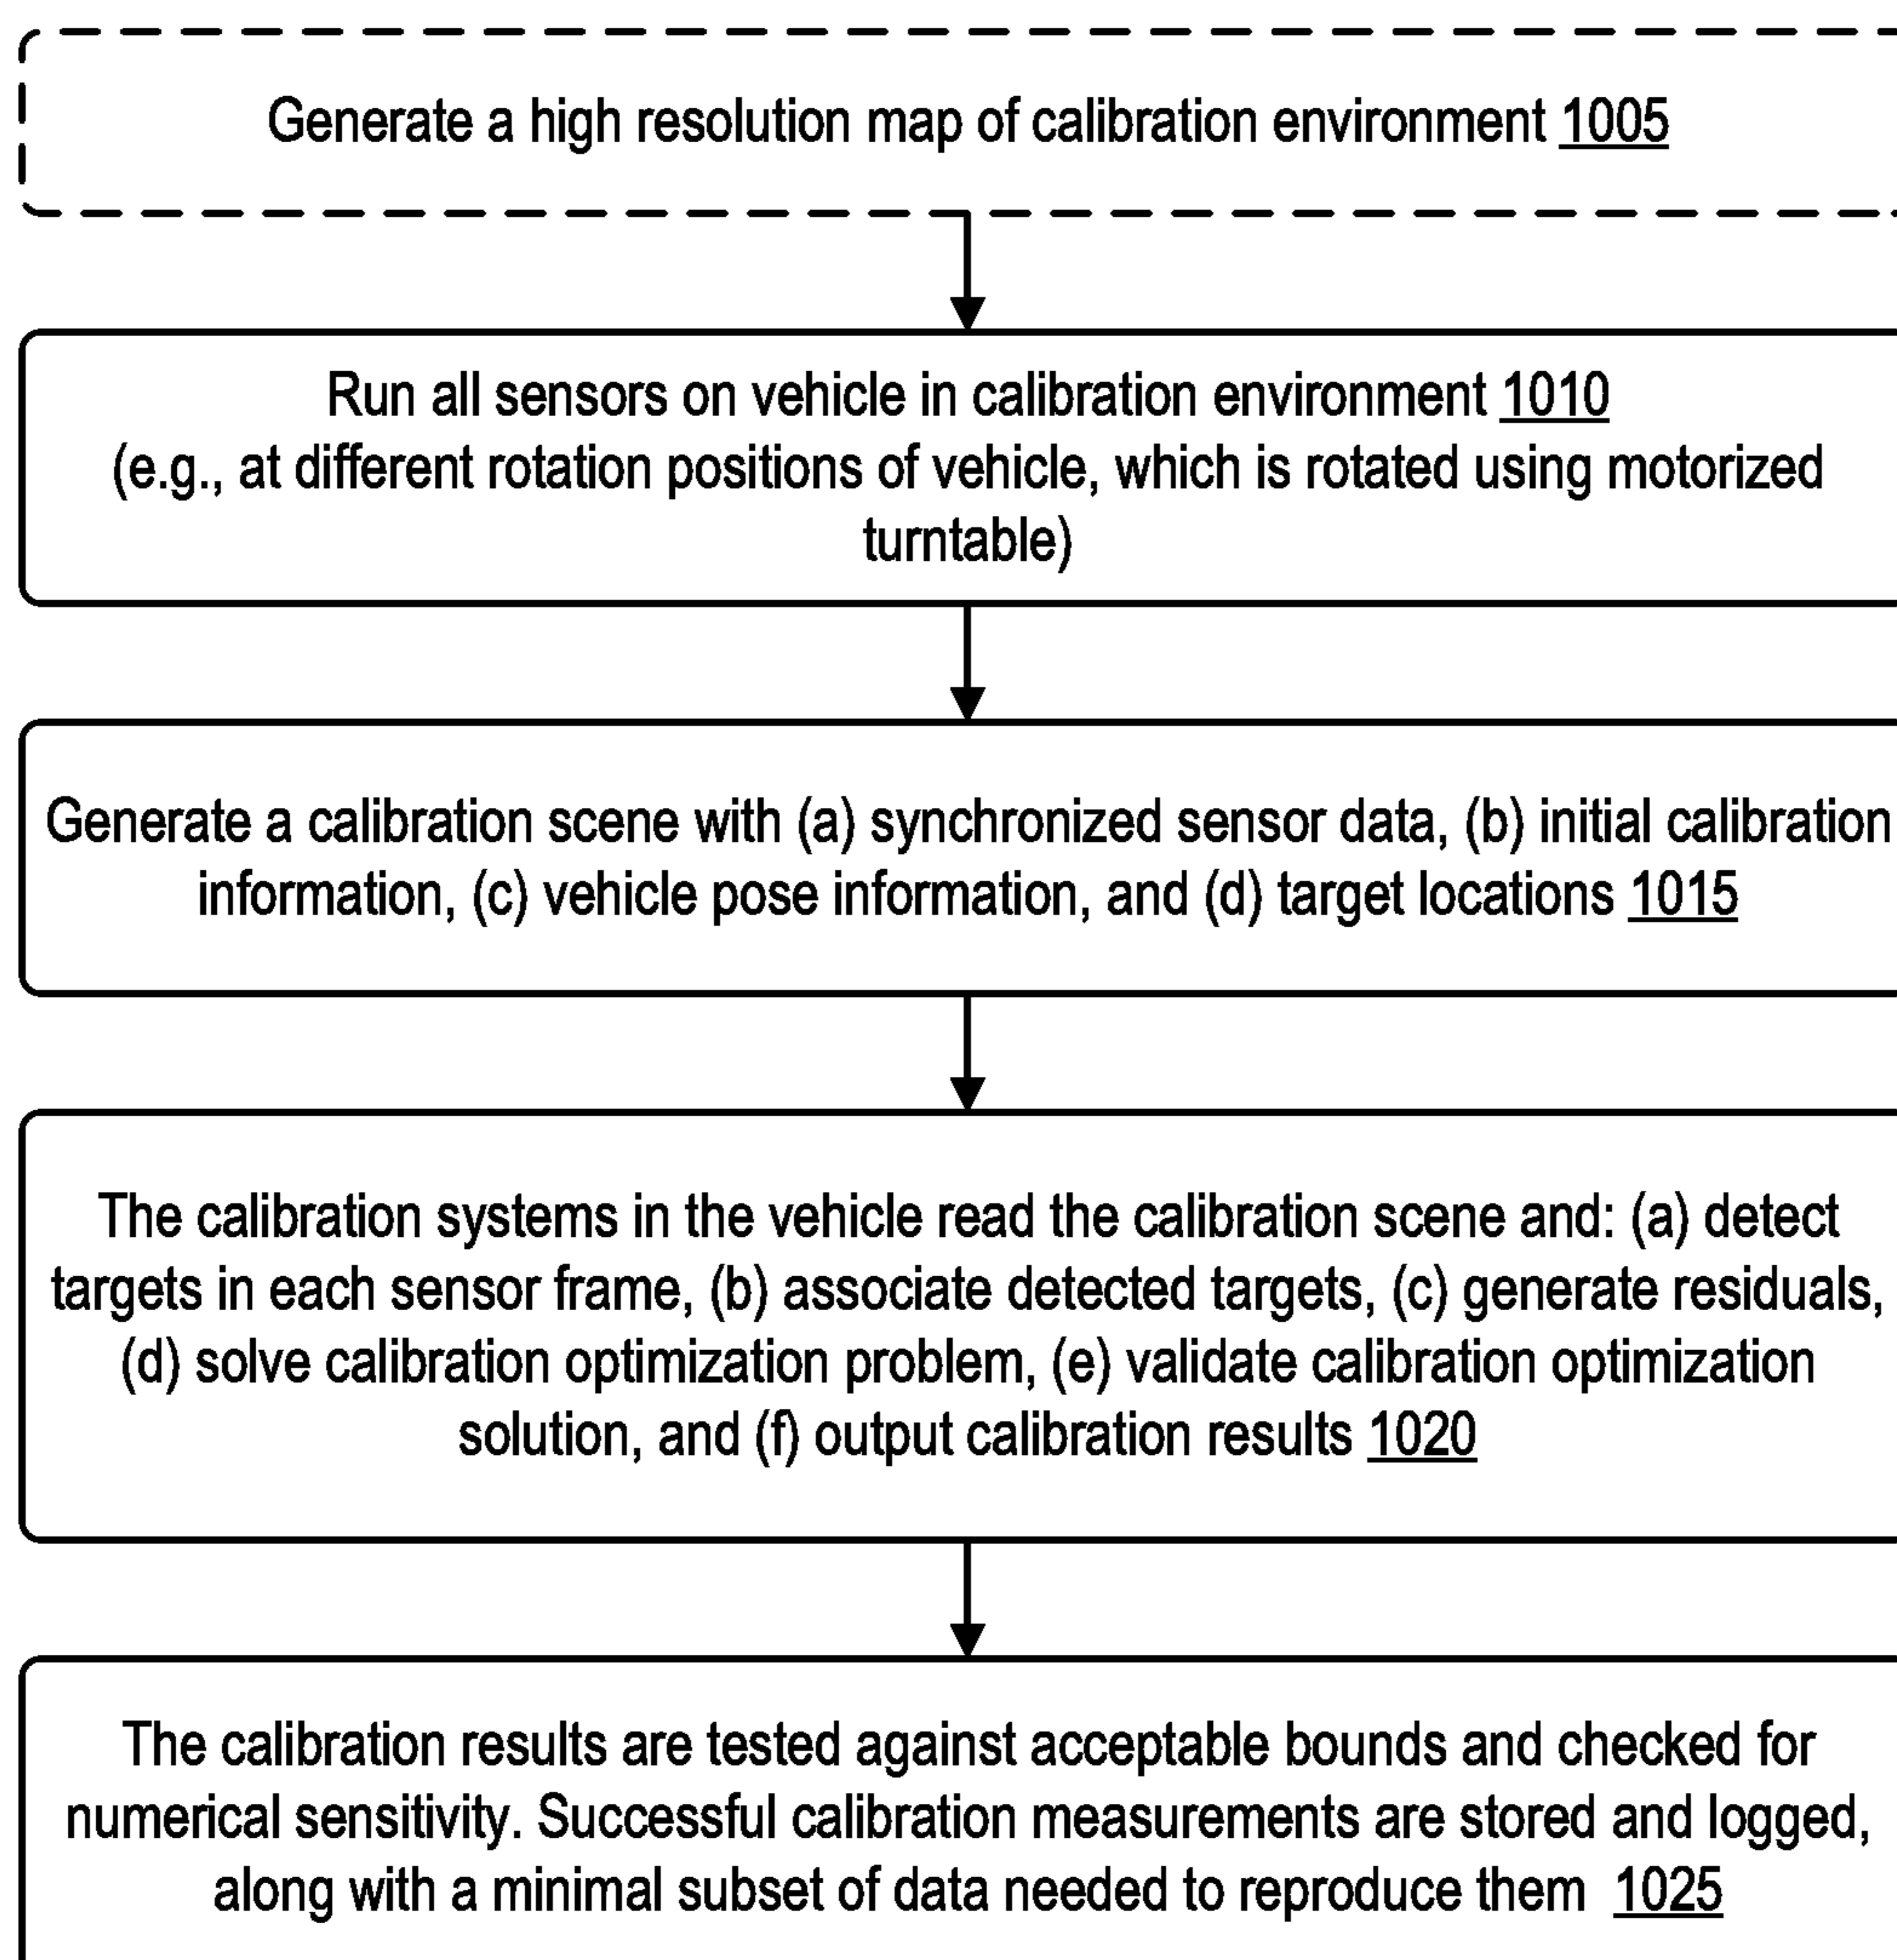 Generate a high resolution map of calibration environment 1005
Run all sensors on vehicle in calibration environment 1010
(e.g., at different rotation positions of vehicle, which is rotated using motorized
turntable)
Generate a calibration scene with (a) synchronized sensor data, (b) initial calibration
information, (c) vehicle pose information, and (d) target locations 1015
The calibration systems in the vehicle read the calibration scene and: (a) detect
targets in each sensor frame, (b) associate detected targets, (c) generate residuals,
(d) solve calibration optimization problem, (e) validate calibration optimization
solution, and (f) output calibration results 1020
The calibration results are tested against acceptable bounds and checked for
numerical sensitivity. Successful calibration measurements are stored and logged,
along with a minimal subset of data needed to reproduce them 1025